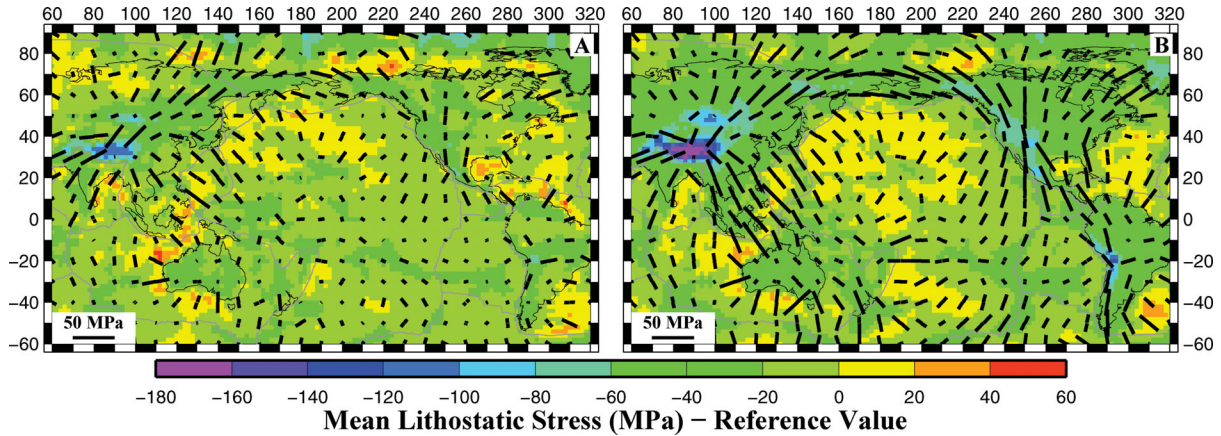 60 80 100 120 140 160 180 200 220 240 260 280 300 320 60 80 100 120 140 160 180 200 220 240 260 280 300 320
80 A B 80
60 60
40 40
20 20
0 0
−20 −20
−40 −40
50 MPa 50 MPa
−60 −60
−180 −160 −140 −120 −100 −80 −60 −40 −20 0 20 40 60
Mean Lithostatic Stress (MPa) − Reference Value